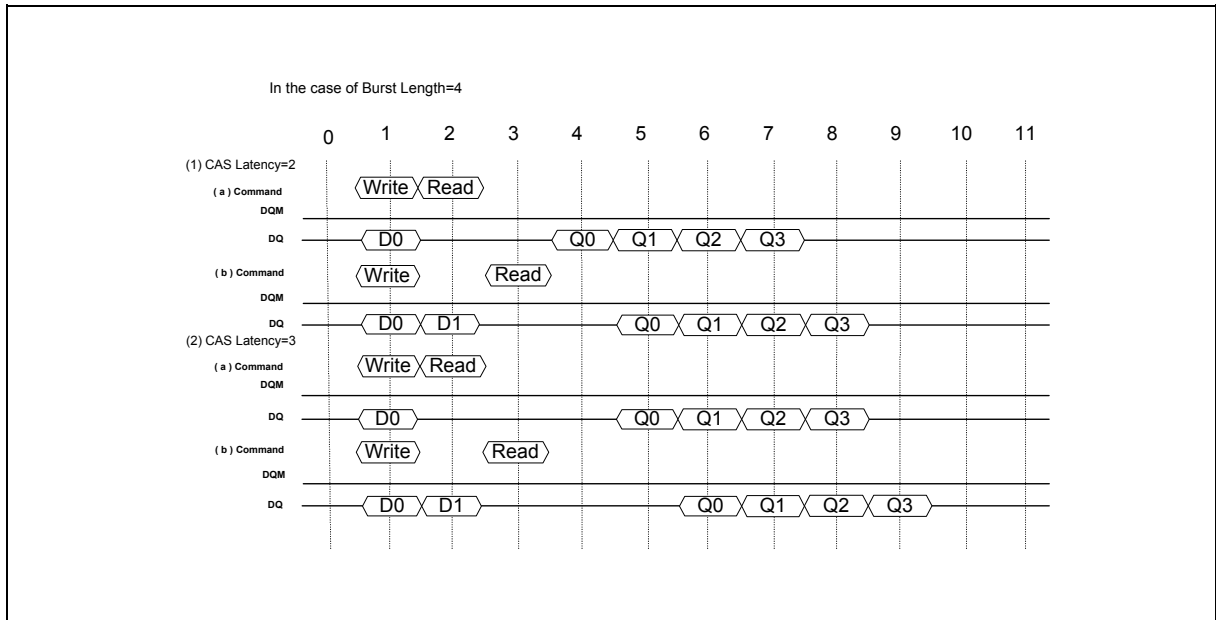 In the case of Burst Length=4
0 1 2 3 4 5 6 7 8 9 10 11
(1) CAS Latency=2
( a ) Command Write Read
DQM
DQ D0 Q0 Q1 Q2 Q3
( b ) Command Write Read
DQM
DQ D0 D1 Q0 Q1 Q2 Q3
(2) CAS Latency=3
( a ) Command Write Read
DQM
DQ D0 Q0 Q1 Q2 Q3
( b ) Command Write Read
DQM
DQ D0 D1 Q0 Q1 Q2 Q3